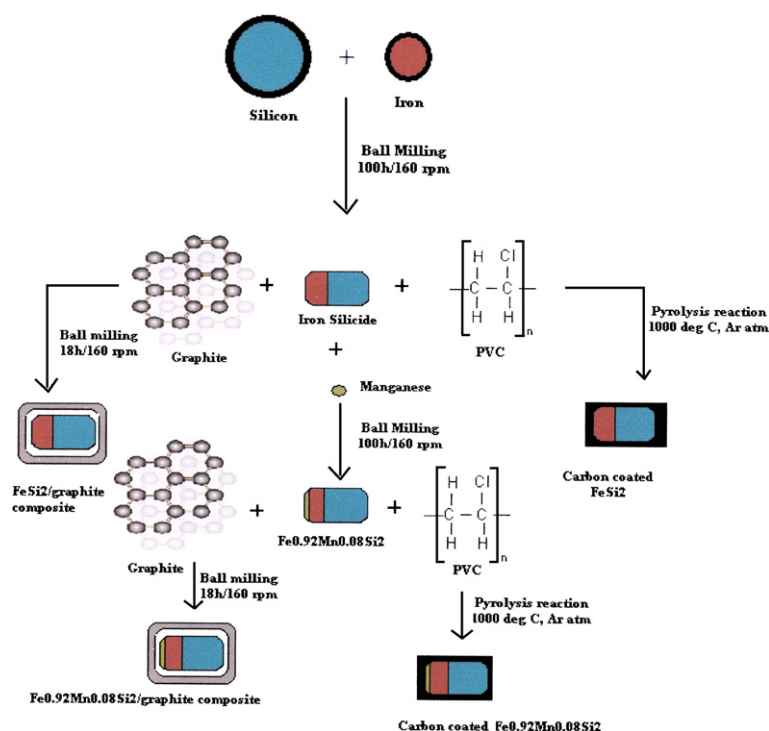 +
Silicon
Iron
Ball Milling
100h/160 rpm
+
+
H Cl
C C
H H
n
Ball milling
18h/160 rpm
Graphite
Iron Silicide
PVC
Pyrolysis reaction
1000 deg C, Ar atm
+
Manganese
Ball Milling
100h/160 rpm
FeSi2/graphite
composite
Carbon coated
FeSi2
+
+
H Cl
C C
H H
n
Graphite
Fe0.92Mn0.08Si2
PVC
Ball milling
18h/160 rpm
Pyrolysis reaction
1000 deg C, Ar atm
Fe0.92Mn0.08Si2/graphite composite
Carbon coated Fe0.92Mn0.08Si2